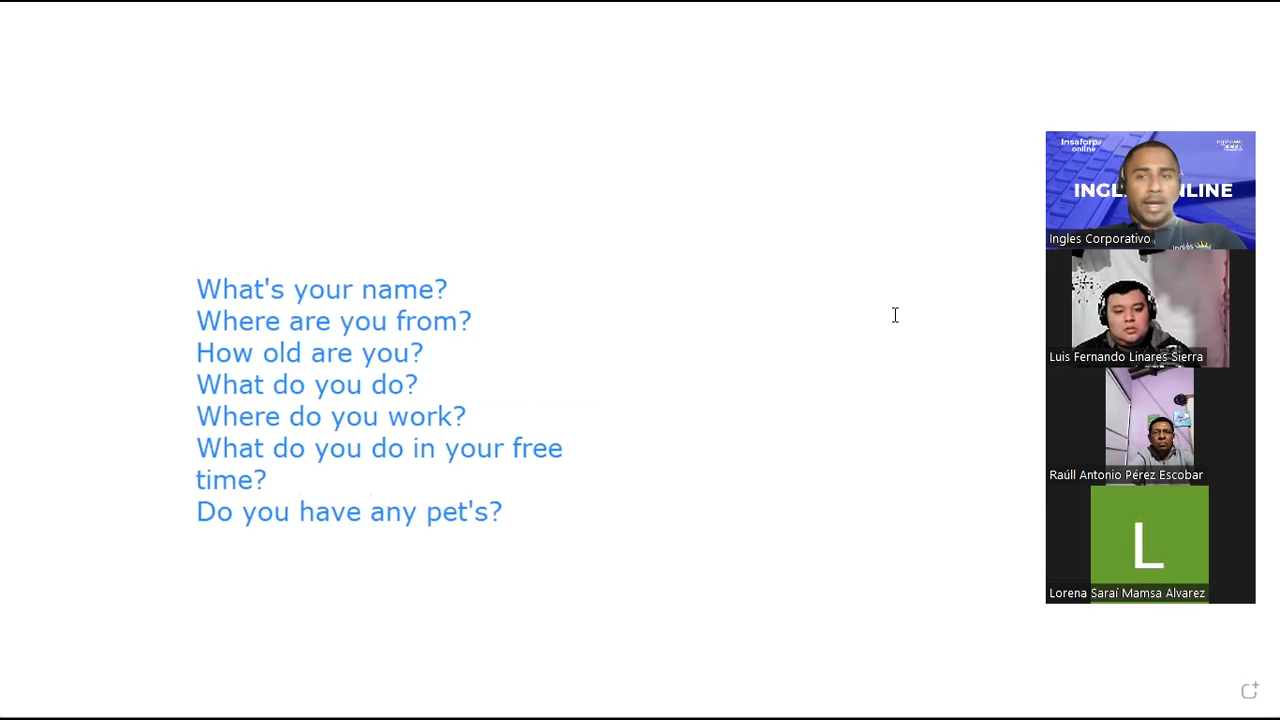 What's your name?
Where are you from?
How old are you?
What do you do?
Where do you work?
What do you do in your free
time?
Do you have any pet's?
Insaforp
online
Ingles Corporativo
Luis Fernando Linares Sierra
Raúll Antonio Pérez Escobar
L
Lorena Saraí Mamsa Alvarez